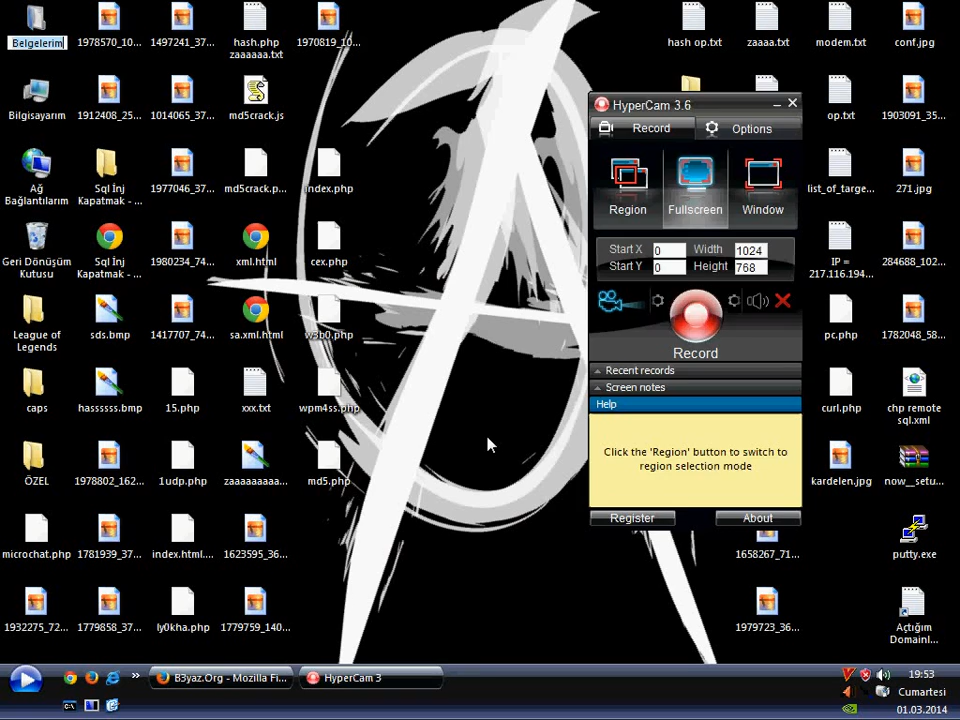 Belgelerim
1978570_10...
1497241_37...
hash.php
zaaaaaa.txt
1970819_10...
hash op.txt
zaaaa.txt
modem.txt
conf.jpg
Bilgisayarım
1912408_25...
1014065_37...
md5crack.js
op.txt
1903091_35...
Ağ
Bağlantılarım
Sql İnj
Kapatmak - ...
1977046_37...
md5crack.p...
index.php
list_of_targe...
271.jpg
Geri Dönüşüm
Kutusu
Sql İnj
Kapatmak - ...
1980234_74...
xml.html
cex.php
IP =
217.116.194...
284688_102...
League of
Legends
sds.bmp
1417707_74...
sa.xml.html
w3b0.php
pc.php
1782048_58...
caps
hassssss.bmp
15.php
xxx.txt
wpm4ss.php
curl.php
chp remote
sql.xml
ÖZEL
1978802_162...
1udp.php
zaaaaaaaaa...
md5.php
kardelen.jpg
now__setu...
microchat.php
1781939_37...
index.html...
1623595_36...
1658267_71...
putty.exe
1932275_72...
1779858_37...
ly0kha.php
1779759_140...
1979723_36...
Açtığım
Domainl...
HyperCam 3.6
Record
Options
Region
Fullscreen
Window
Start X 0 Width 1024
Start Y 0 Height 768
Record
Recent records
Screen notes
Help
Click the 'Region' button to switch to
region selection mode
Register
About
B3yaz.Org - Mozilla Fi...
HyperCam 3
19:53
Cumartesi
01.03.2014